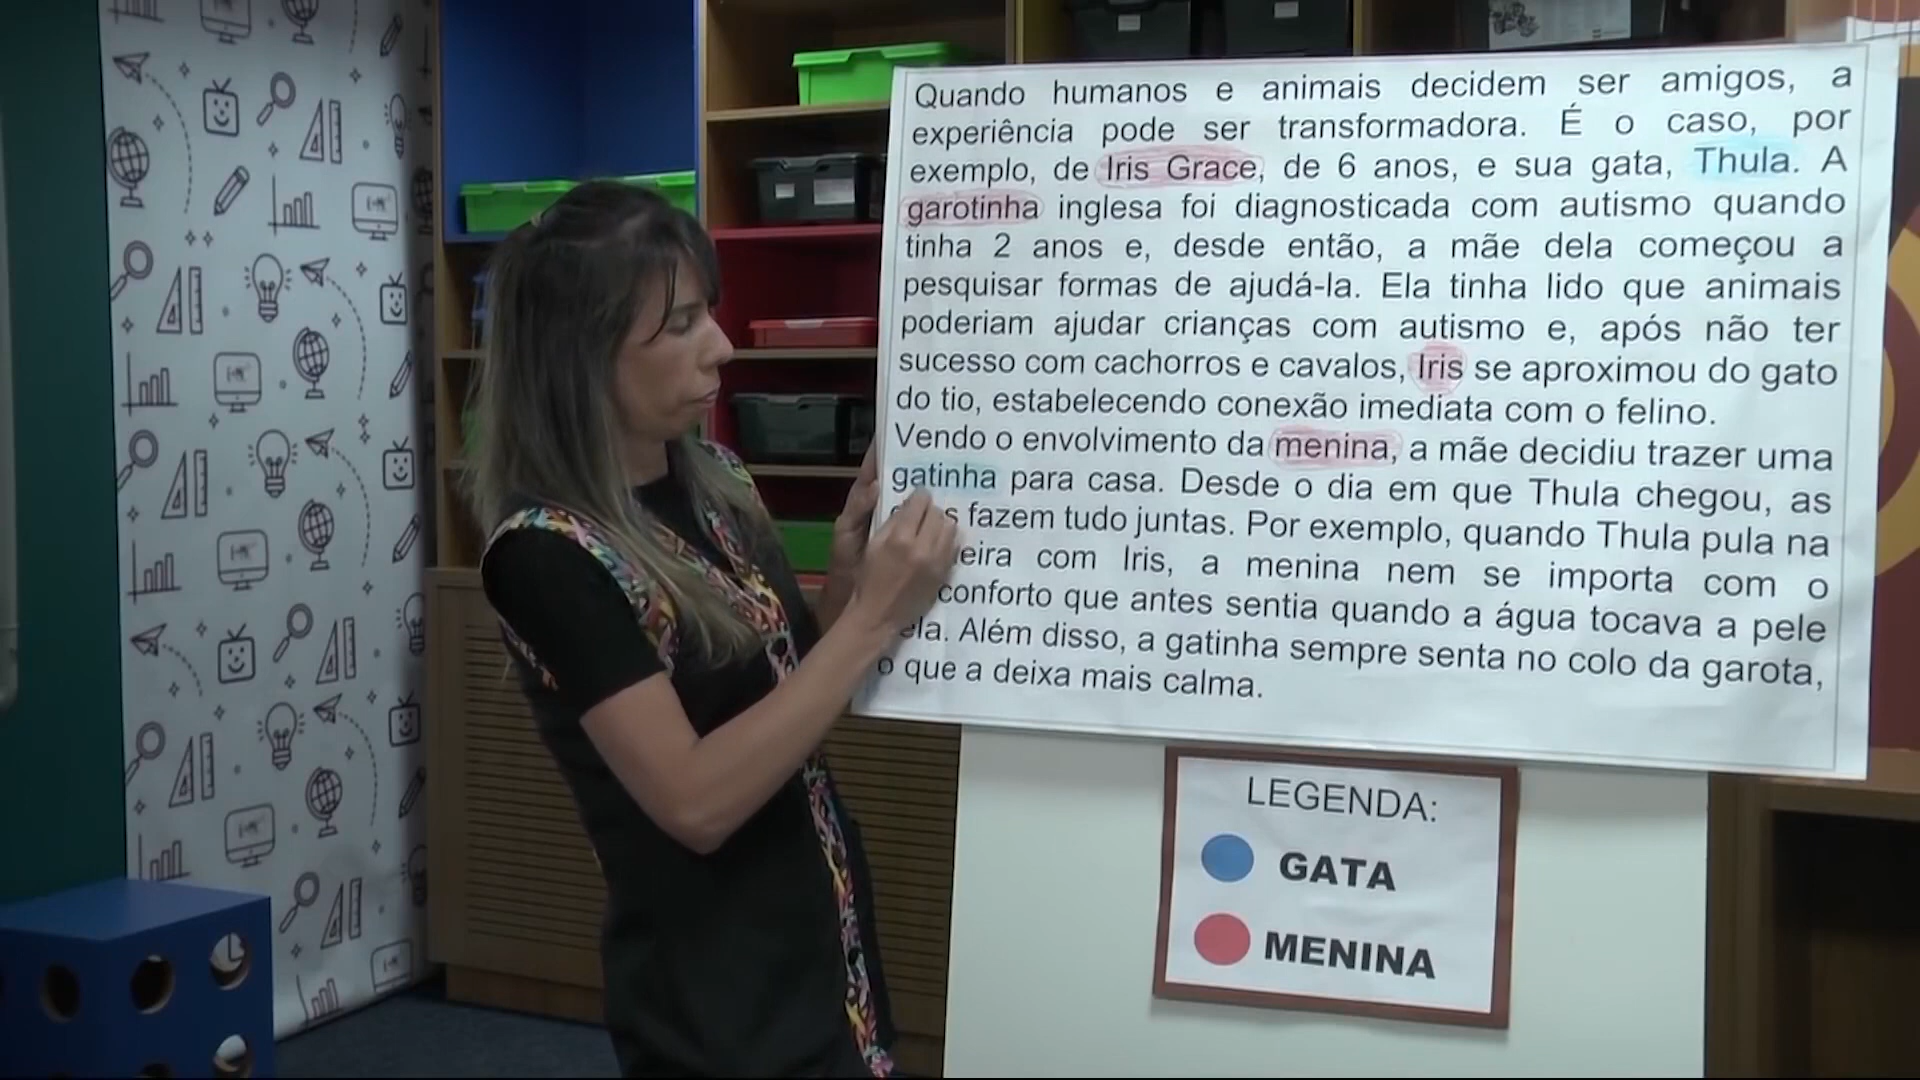 Quando humanos e animais decidem ser amigos, a
experiência pode ser transformadora. É o caso, por
exemplo, de Iris Grace, de 6 anos, e sua gata, Thula. A
garotinha inglesa foi diagnosticada com autismo quando
tinha 2 anos e, desde então, a mãe dela começou a
pesquisar formas de ajudá-la. Ela tinha lido que animais
poderiam ajudar crianças com autismo e, após não ter
sucesso com cachorros e cavalos, Iris se aproximou do gato
do tio, estabelecendo conexão imediata com o felino.
Vendo o envolvimento da menina, a mãe decidiu trazer uma
gatinha para casa. Desde o dia em que Thula chegou, as
fazem tudo juntas. Por exemplo, quando Thula pula na
com Iris, a menina nem se importa com o
conforto que antes sentia quando a água tocava a pele
ela. Além disso, a gatinha sempre senta no colo da garota,
o que a deixa mais calma.
LEGENDA:
GATA
MENINA